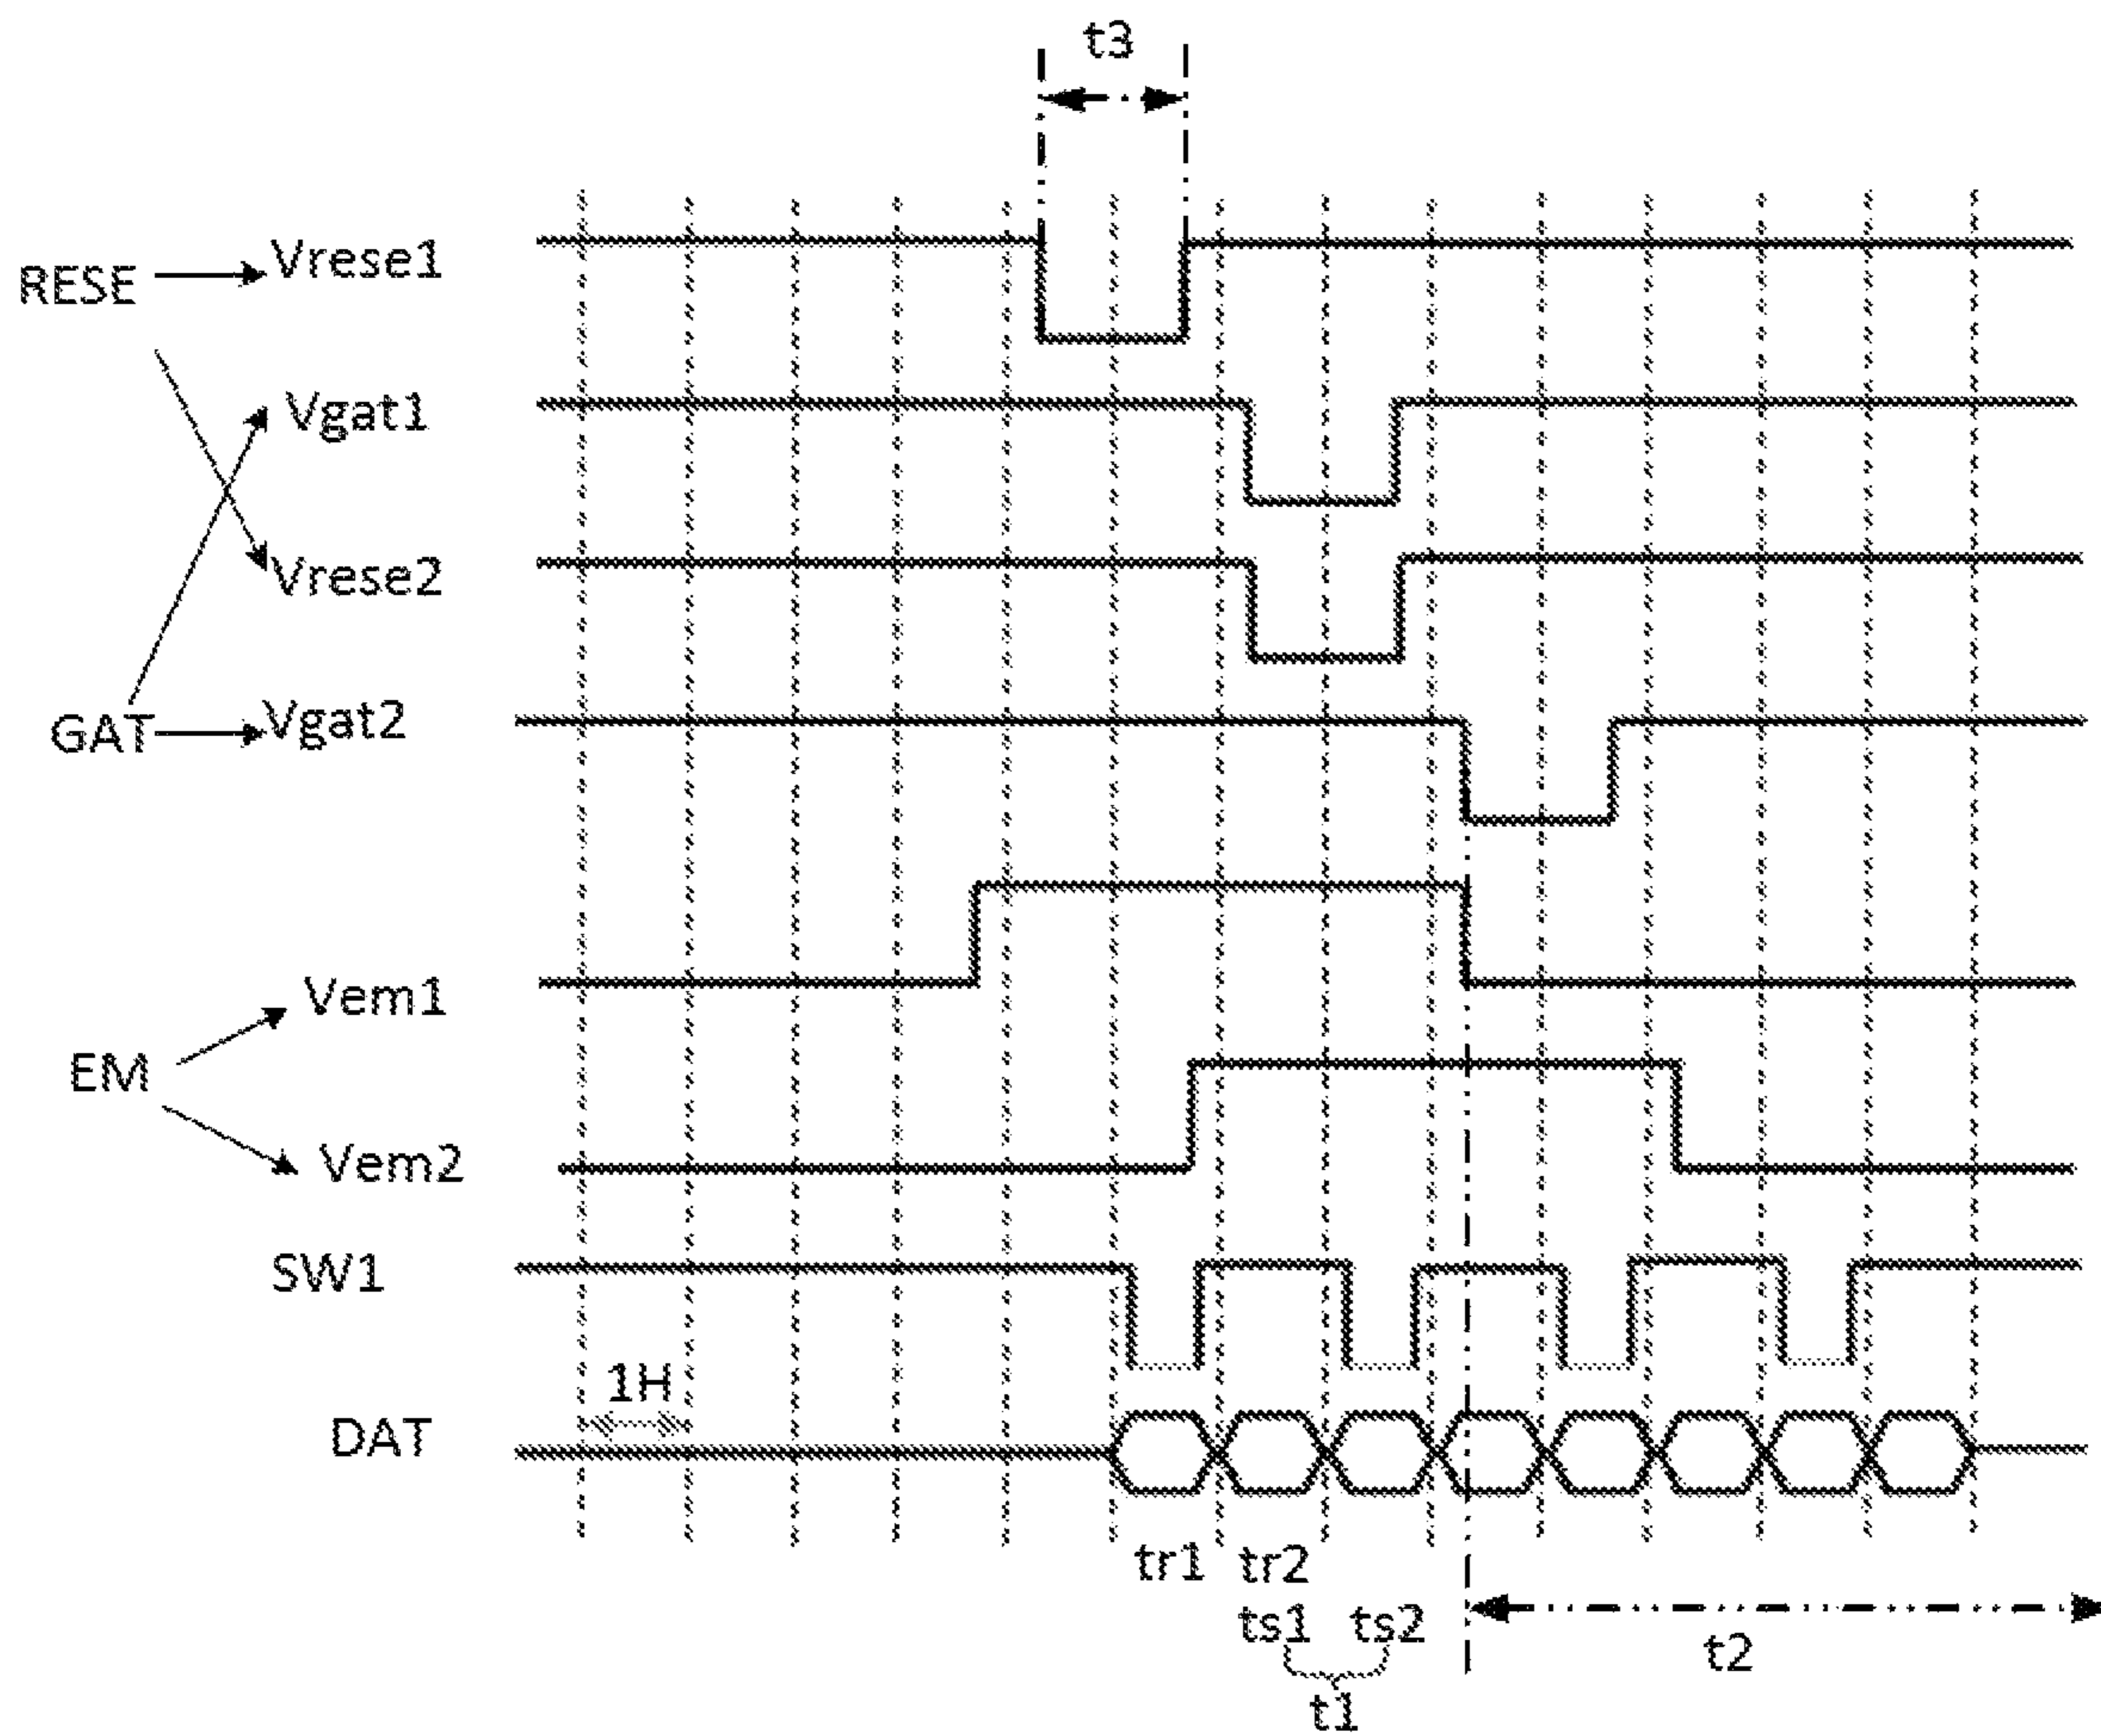 t3
Vrese1
RESE
Vgat1
Vrese2
GAT
Vgat2
Vem1
EM
Vem2
SW1
1H
DAT
tr1 tr2
ts1 ts2
t2
t1